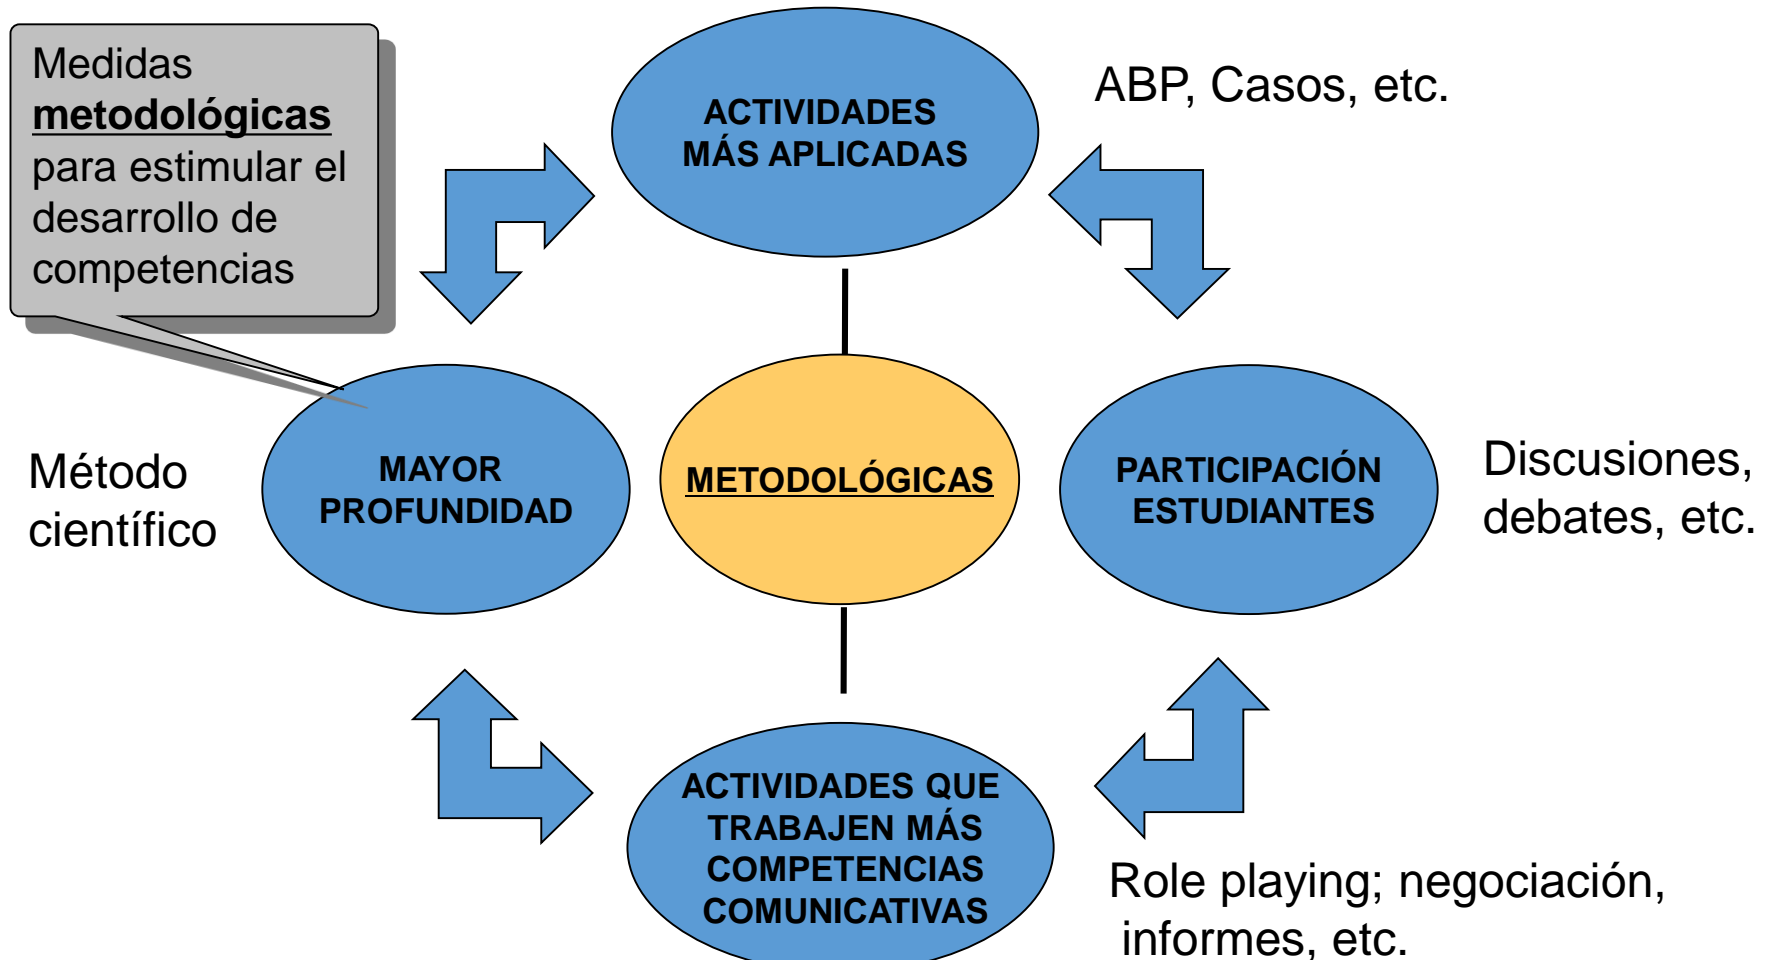 Medidas
metodológicas
para estimular el
desarrollo de
competencias
ACTIVIDADES
MÁS APLICADAS
ABP, Casos, etc.
Método
científico
MAYOR
PROFUNDIDAD
METODOLÓGICAS
PARTICIPACIÓN
ESTUDIANTES
Discusiones,
debates, etc.
ACTIVIDADES QUE
TRABAJEN MÁS
COMPETENCIAS
COMUNICATIVAS
Role playing; negociación,
informes, etc.